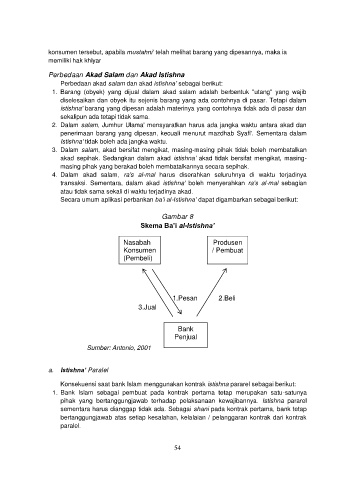 konsumen tersebut, apabila mustahni' telah melihat barang yang dipesannya, maka ia
memiliki hak khiyar
Perbedaan Akad Salam dan Akad Istishna
Perbedaan akad salam dan akad istishna' sebagai berikut:
1. Barang (obyek) yang dijual dalam akad salam adalah berbentuk "utang" yang wajib
diselesaikan dan obyek itu sejenis barang yang ada contohnya di pasar. Tetapi dalam
istishna' barang yang dipesan adalah materinya yang contohnya tidak ada di pasar dan
sekalipun ada tetapi tidak sama.
2. Dalam salam, Jumhur Ulama' mensyaratkan harus ada jangka waktu antara akad dan
penerimaan barang yang dipesan, kecuali menurut mazdhab Syafi'. Sementara dalam
Istishna' tidak boleh ada jangka waktu.
3. Dalam salam, akad bersifat mengikat, masing-masing pihak tidak boleh membatalkan
akad sepihak. Sedangkan dalam akad istishna' akad tidak bersifat mengikat, masing-
masing pihak yang berakad boleh membatalkannya secara sepihak.
4. Dalam akad salam, ra's al-mal harus diserahkan seluruhnya di waktu terjadinya
transaksi. Sementara, dalam akad istishna' boleh menyerahkan ra's al-mal sebagian
atau tidak sama sekali di waktu terjadinya akad.
Secara umum aplikasi perbankan ba'i al-Istishna' dapat digambarkan sebagai berikut:
Gambar 8
Skema Ba'i al-Istishna'
Nasabah
Konsumen
(Pembeli)
Produsen
/ Pembuat
1.Pesan
2.Beli
3.Jual
Bank
Penjual
Sumber: Antonio, 2001
a. Istishna' Paralel
Konsekuensi saat bank Islam menggunakan kontrak istishna pararel sebagai berikut:
1. Bank Islam sebagai pembuat pada kontrak pertama tetap merupakan satu-satunya
pihak yang bertanggungjawab terhadap pelaksanaan kewajibannya. Istishna pararel
sementara harus dianggap tidak ada. Sebagai shani pada kontrak pertama, bank tetap
bertanggungjawab atas setiap kesalahan, kelalaian / pelanggaran kontrak dari kontrak
paralel.
54